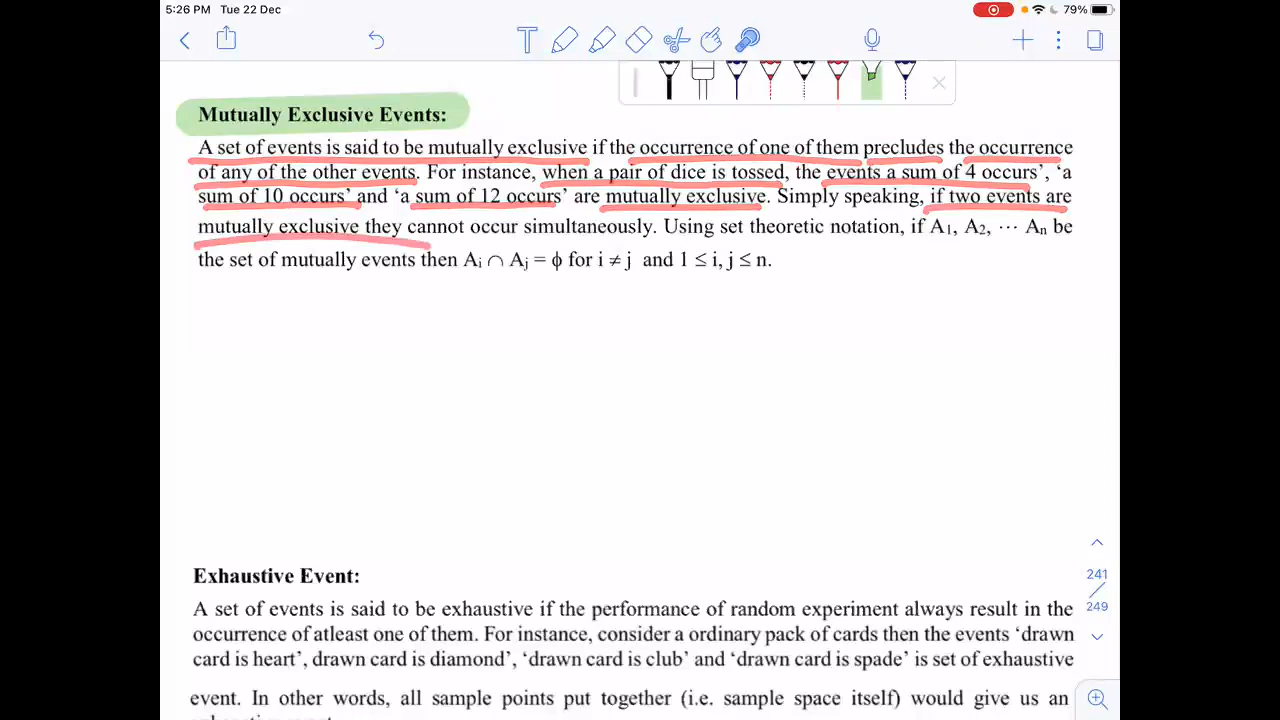 5:26 PM Tue 22 Dec
79%
Mutually Exclusive Events:
A set of events is said to be mutually exclusive if the occurrence of one of them precludes the occurrence
of any of the other events. For instance, when a pair of dice is tossed, the events a sum of 4 occurs’, ‘a
sum of 10 occurs’ and ‘a sum of 12 occurs’ are mutually exclusive. Simply speaking, if two events are
mutually exclusive they cannot occur simultaneously. Using set theoretic notation, if A₁, A₂, ⋯ Aₙ be
the set of mutually events then Aᵢ ∩ Aⱼ = ϕ for i ≠ j and 1 ≤ i, j ≤ n.
Exhaustive Event:
A set of events is said to be exhaustive if the performance of random experiment always result in the
occurrence of atleast one of them. For instance, consider a ordinary pack of cards then the events ‘drawn
card is heart’, drawn card is diamond’, ‘drawn card is club’ and ‘drawn card is spade’ is set of exhaustive
event. In other words, all sample points put together (i.e. sample space itself) would give us an
241
249